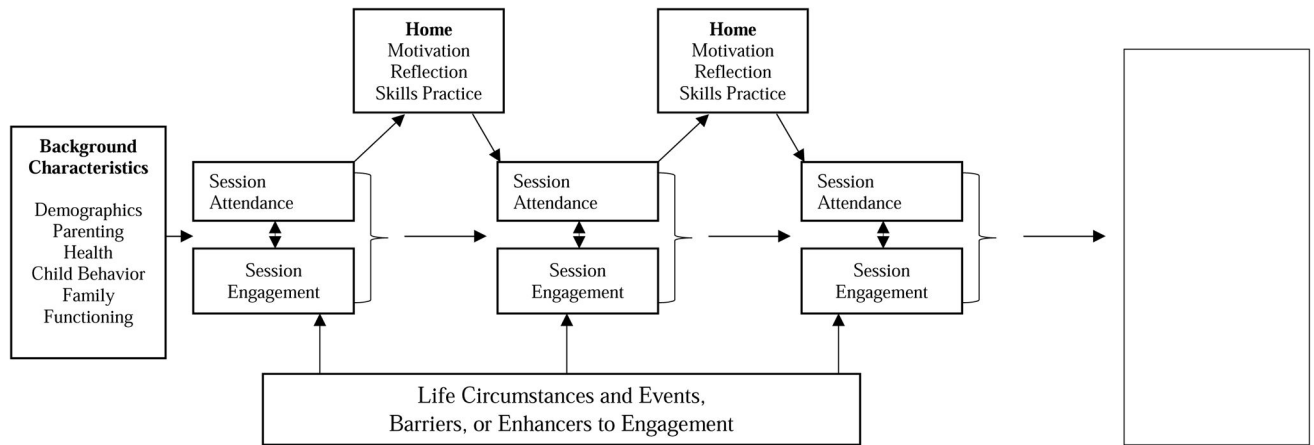 Home
Motivation
Reflection
Skills Practice
Home
Motivation
Reflection
Skills Practice
Background
Characteristics
Demographics
Parenting
Health
Child Behavior
Family
Functioning
Session
Attendance
Session
Engagement
Session
Attendance
Session
Engagement
Session
Attendance
Session
Engagement
Life Circumstances and Events,
Barriers, or Enhancers to Engagement